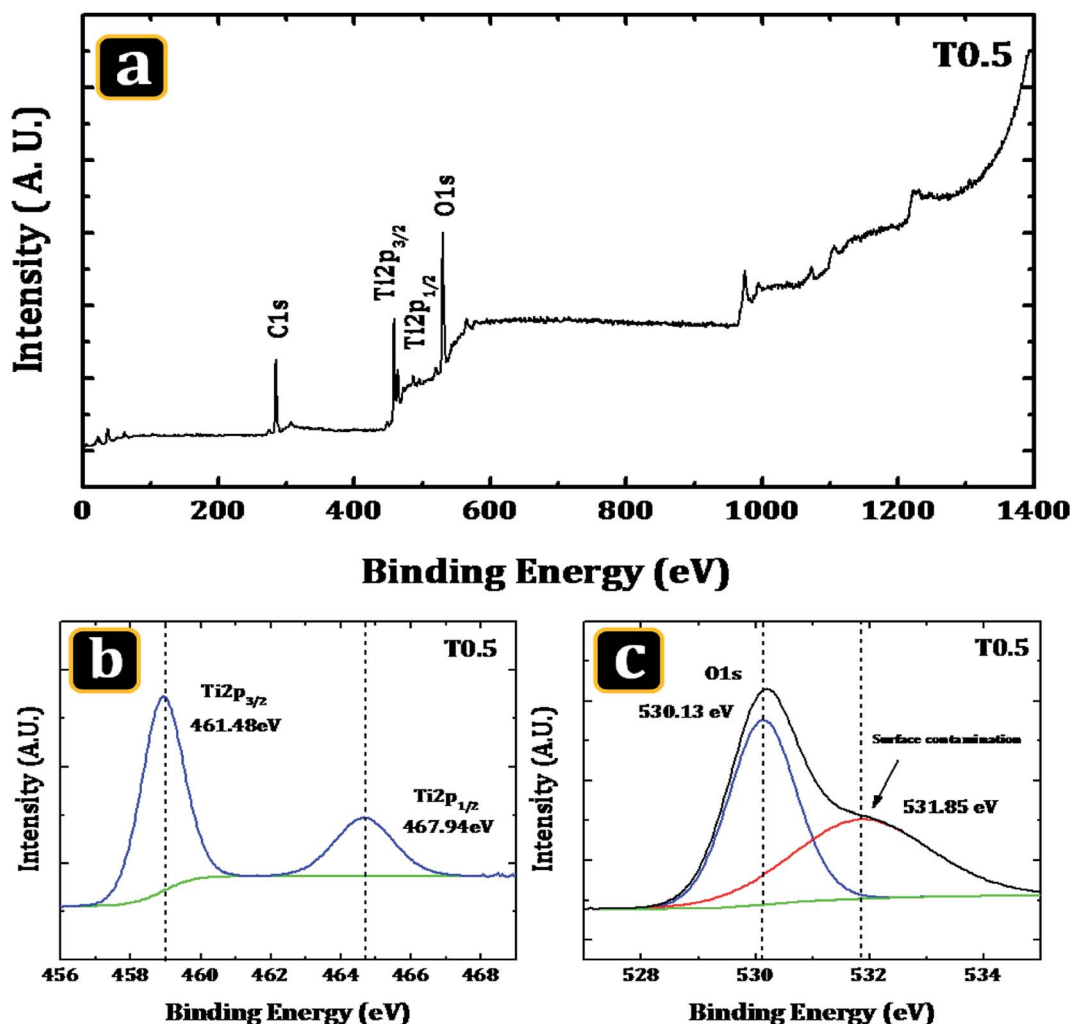 a
T0.5
Intensity ( A. U.)
C1s
Ti2p3/2
Ti2p1/2
O1s
0 200 400 600 800 1000 1200 1400
Binding Energy (eV)
b
T0.5
Ti2p3/2
461.48eV
Ti2p1/2
467.94eV
Intensity (A.U.)
456 458 460 462 464 466 468
Binding Energy (eV)
c
T0.5
O1s
530.13 eV
Surface contamination
531.85 eV
Intensity (A.U.)
528 530 532 534
Binding Energy (eV)